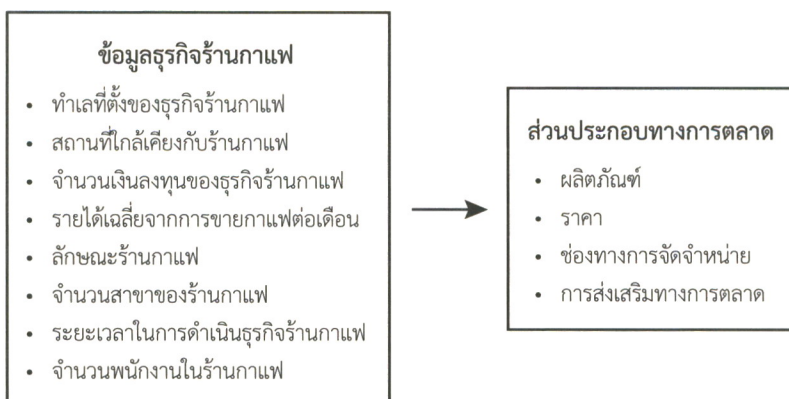 ข้อมูลธุรกิจร้านกาแฟ
• ทำเลที่ตั้งของธุรกิจร้านกาแฟ
• สถานที่ใกล้เคียงกับร้านกาแฟ
• จำนวนเงินลงทุนของธุรกิจร้านกาแฟ
• รายได้เฉลี่ยจากการขายกาแฟต่อเดือน
• ลักษณะร้านกาแฟ
• จำนวนสาขาของร้านกาแฟ
• ระยะเวลาในการดำเนินธุรกิจร้านกาแฟ
• จำนวนพนักงานในร้านกาแฟ
ส่วนประกอบทางการตลาด
• ผลิตภัณฑ์
• ราคา
• ช่องทางการจัดจำหน่าย
• การส่งเสริมทางการตลาด